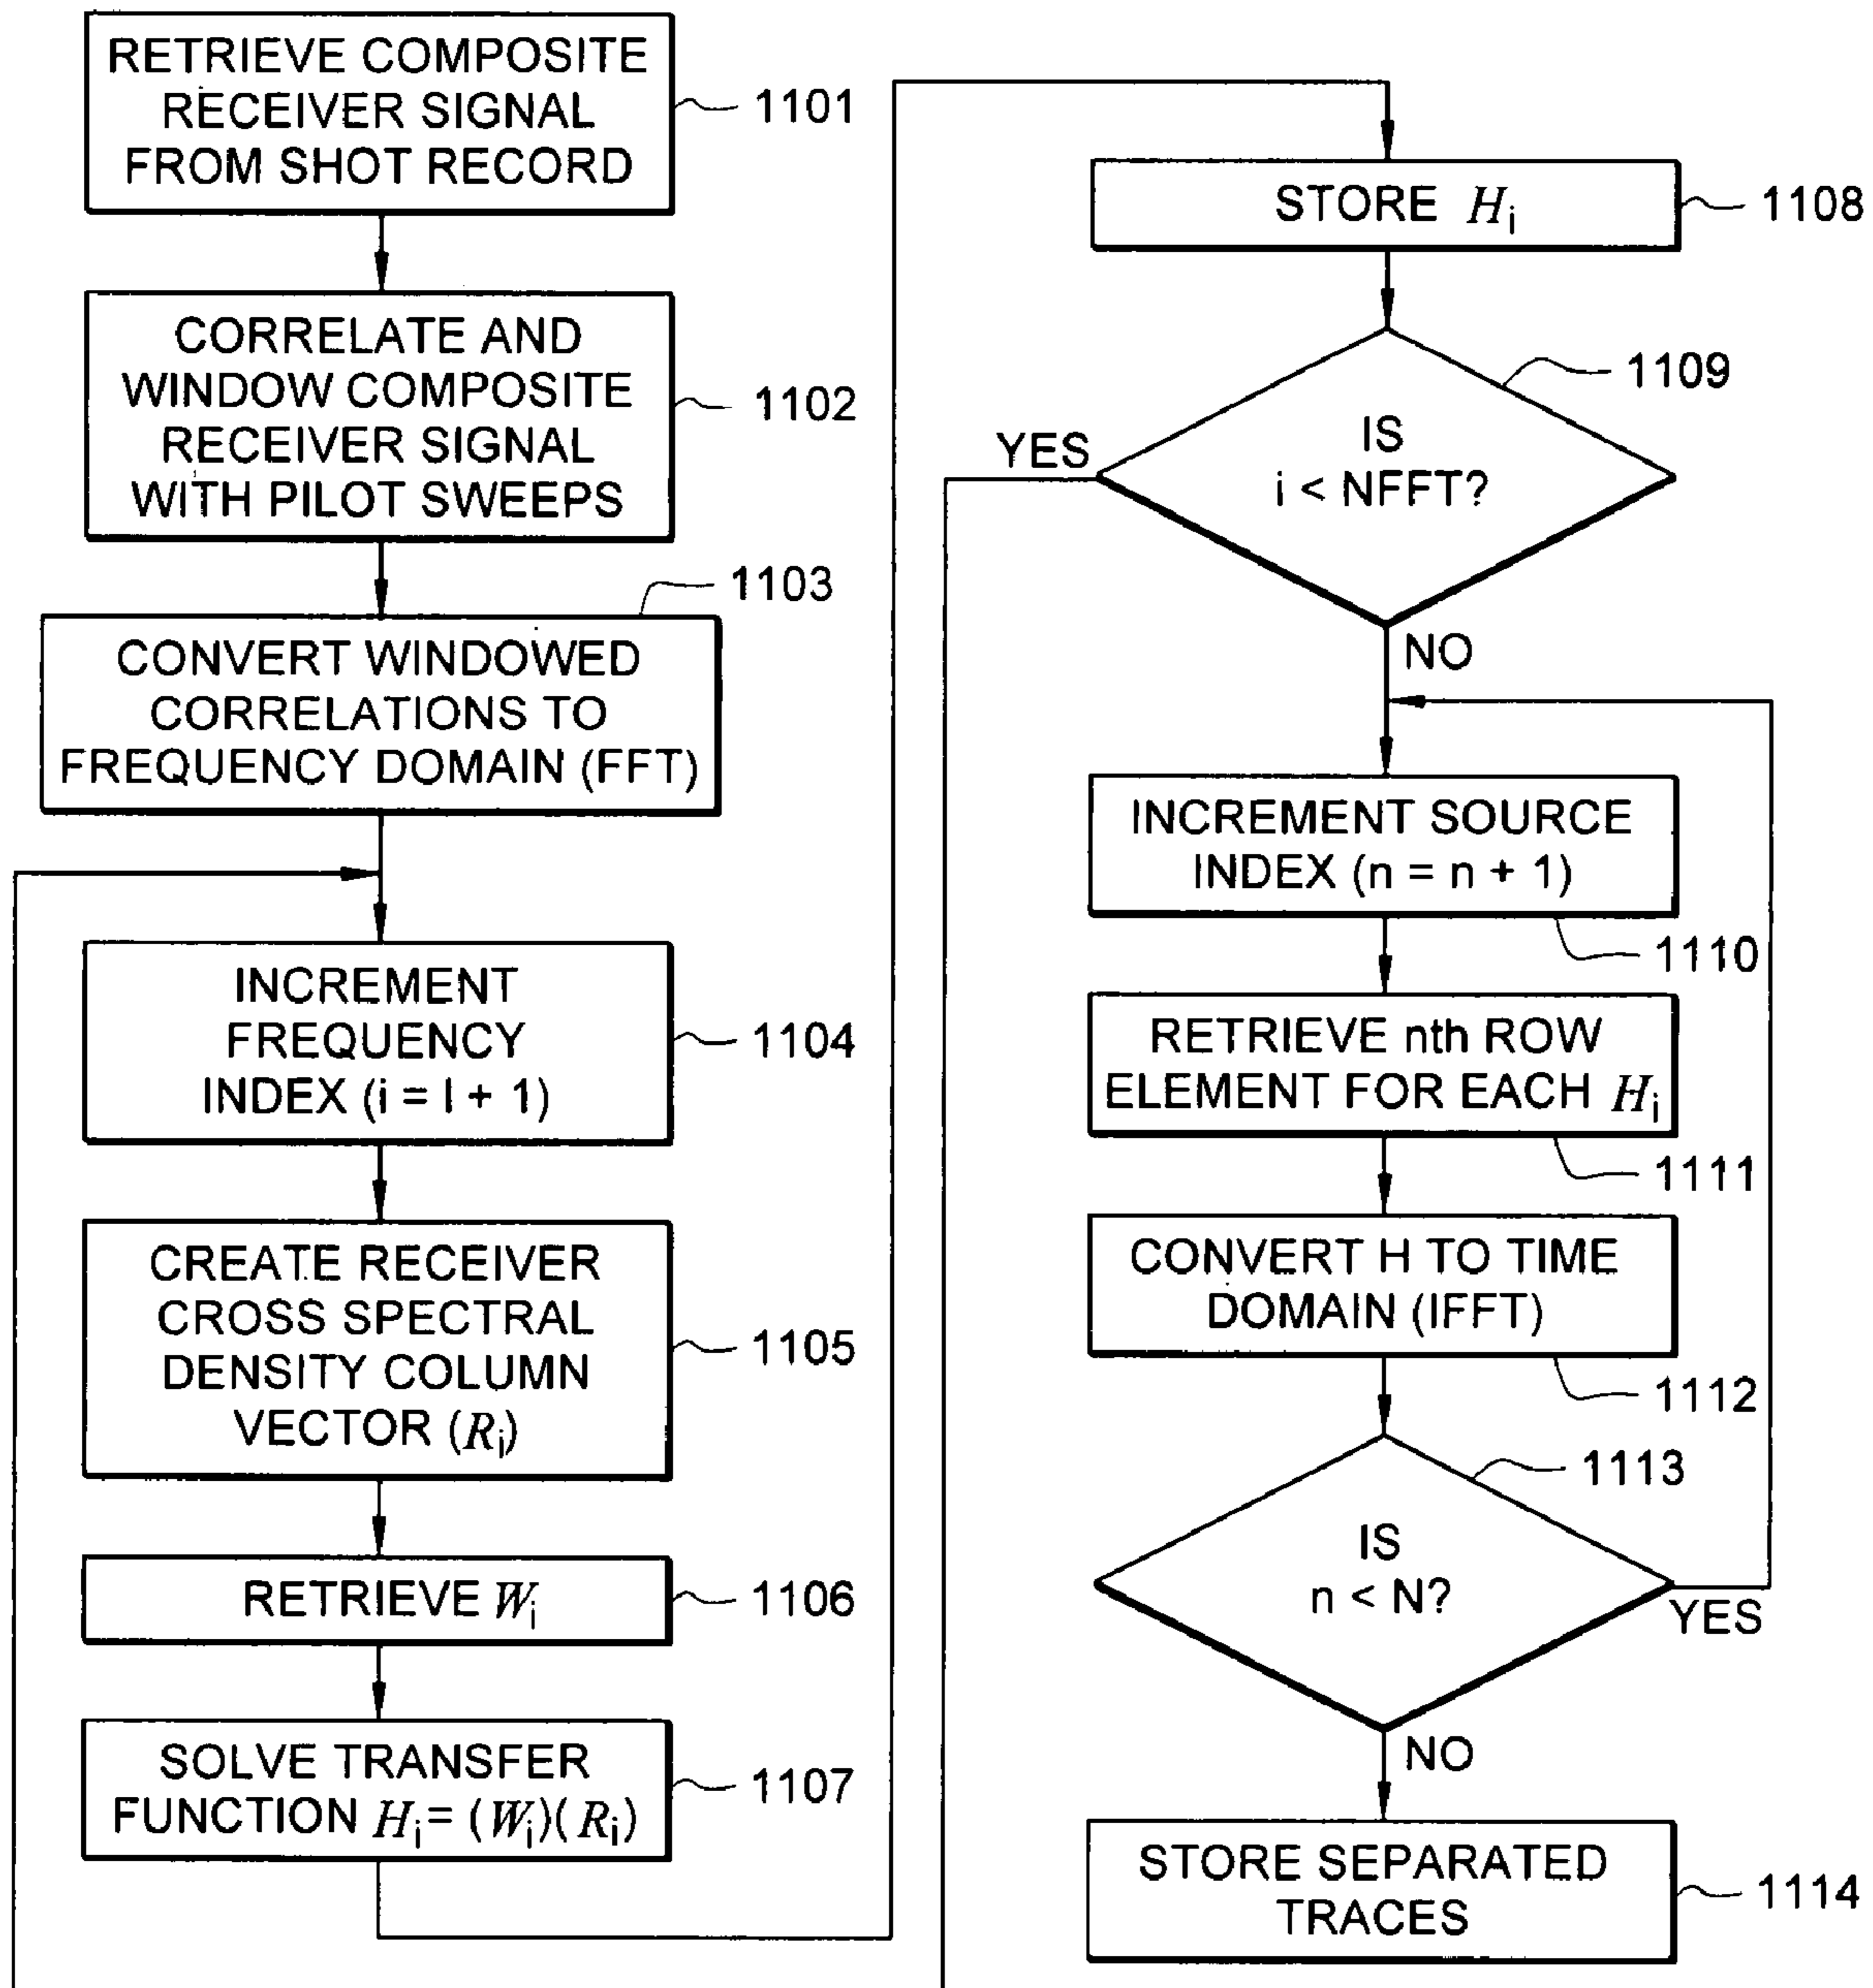 RETRIEVE COMPOSITE
RECEIVER SIGNAL
FROM SHOT RECORD
1101
CORRELATE AND
WINDOW COMPOSITE
RECEIVER SIGNAL
WITH PILOT SWEEPS
1102
1103
CONVERT WINDOWED
CORRELATIONS TO
FREQUENCY DOMAIN (FFT)
INCREMENT
FREQUENCY
INDEX (i = I + 1)
1104
CREATE RECEIVER
CROSS SPECTRAL
DENSITY COLUMN
VECTOR (Ri)
1105
RETRIEVE Wi
1106
SOLVE TRANSFER
FUNCTION Hi = (Wi)(Ri)
1107
STORE Hi
1108
1109
IS
i < NFFT?
YES
NO
INCREMENT SOURCE
INDEX (n = n + 1)
1110
RETRIEVE nth ROW
ELEMENT FOR EACH Hi
1111
CONVERT H TO TIME
DOMAIN (IFFT)
1112
1113
IS
n < N?
YES
NO
STORE SEPARATED
TRACES
1114